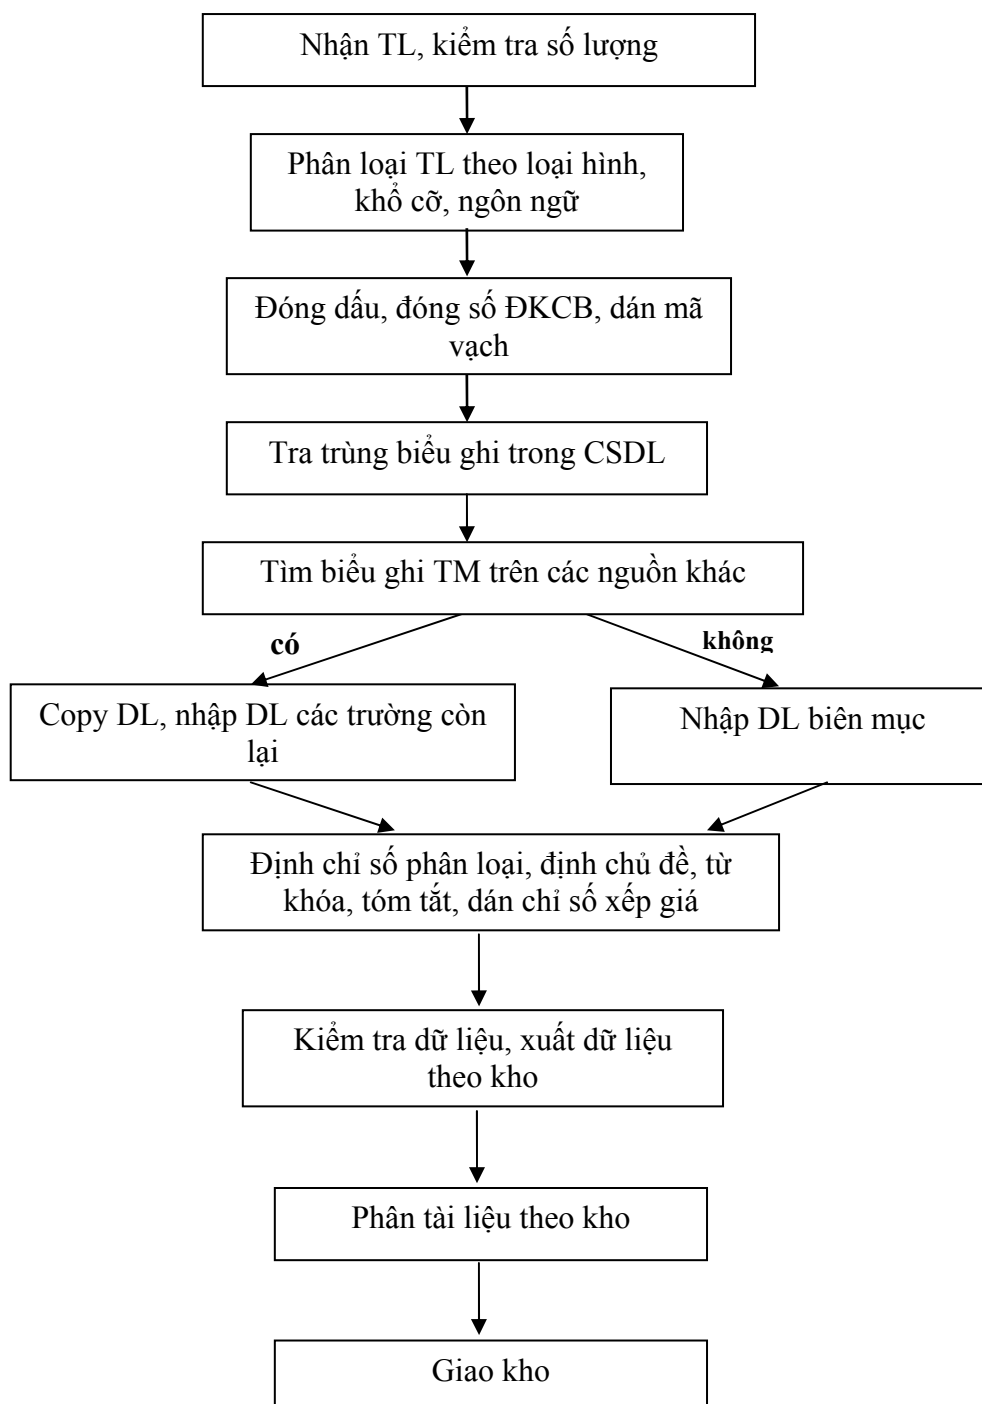 Nhận TL, kiểm tra số lượng
Phân loại TL theo loại hình,
khổ cỡ, ngôn ngữ
Đóng dấu, đóng số ĐKCB, dán mã
vạch
Tra trùng biểu ghi trong CSDL
Tìm biểu ghi TM trên các nguồn khác
có
không
Copy DL, nhập DL các trường còn
lại
Nhập DL biên mục
Định chỉ số phân loại, định chủ đề, từ
khóa, tóm tắt, dán chỉ số xếp giá
Kiểm tra dữ liệu, xuất dữ liệu
theo kho
Phân tài liệu theo kho
Giao kho